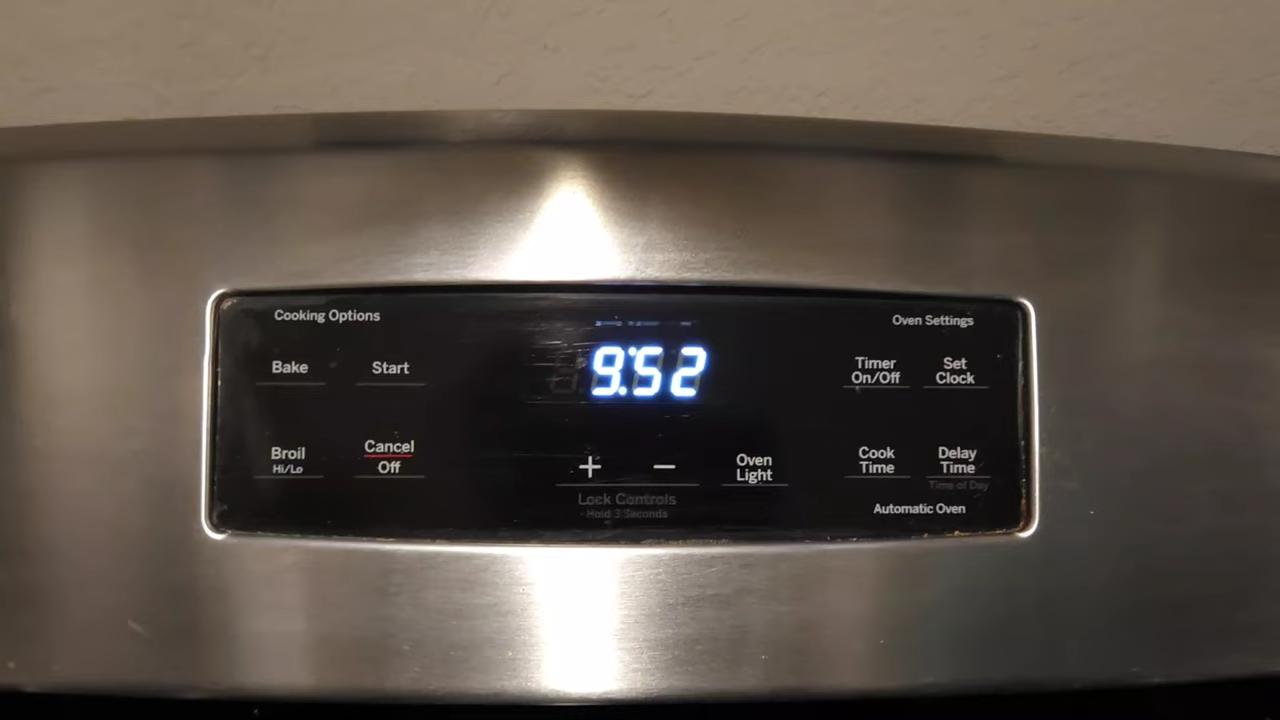 Cooking Options
Oven Settings
9:52
Bake
Start
Timer
On/Off
Set
Clock
Broil
Hi/Lo
Cancel
Off
+
−
Oven
Light
Cook
Time
Delay
Time
Time of Day
Lock Controls
- Hold 3 Seconds
Automatic Oven